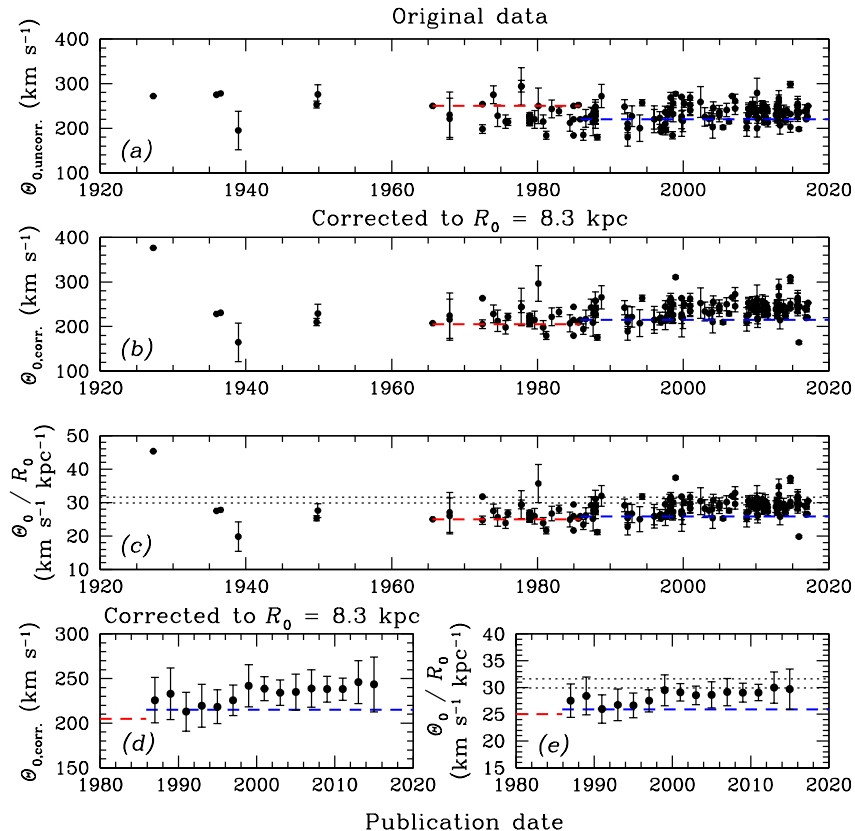 Original data
400
300
200
100
Θ0,uncorr. (km s⁻¹)
(a)
1920 1940 1960 1980 2000 2020
Corrected to R₀ = 8.3 kpc
400
300
200
100
Θ0,corr. (km s⁻¹)
(b)
1920 1940 1960 1980 2000 2020
50
40
30
20
10
Θ₀ / R₀
(km s⁻¹ kpc⁻¹)
(c)
1920 1940 1960 1980 2000 2020
Corrected to R₀ = 8.3 kpc
300
250
200
150
Θ0,corr. (km s⁻¹)
(d)
1980 1990 2000 2010 2020
40
35
30
25
20
15
Θ₀ / R₀
(km s⁻¹ kpc⁻¹)
(e)
1980 1990 2000 2010 2020
Publication date